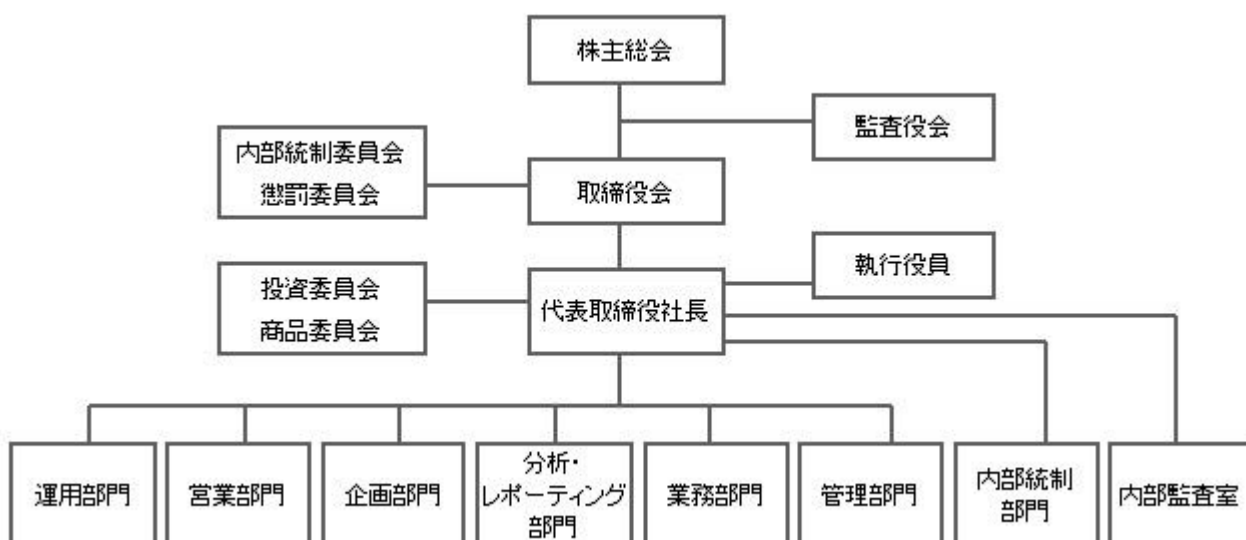 株主総会
監査役会
内部統制委員会
懲罰委員会
取締役会
執行役員
投資委員会
商品委員会
代表取締役社長
運用部門
営業部門
企画部門
分析・
レポーティング
部門
業務部門
管理部門
内部統制
部門
内部監査室